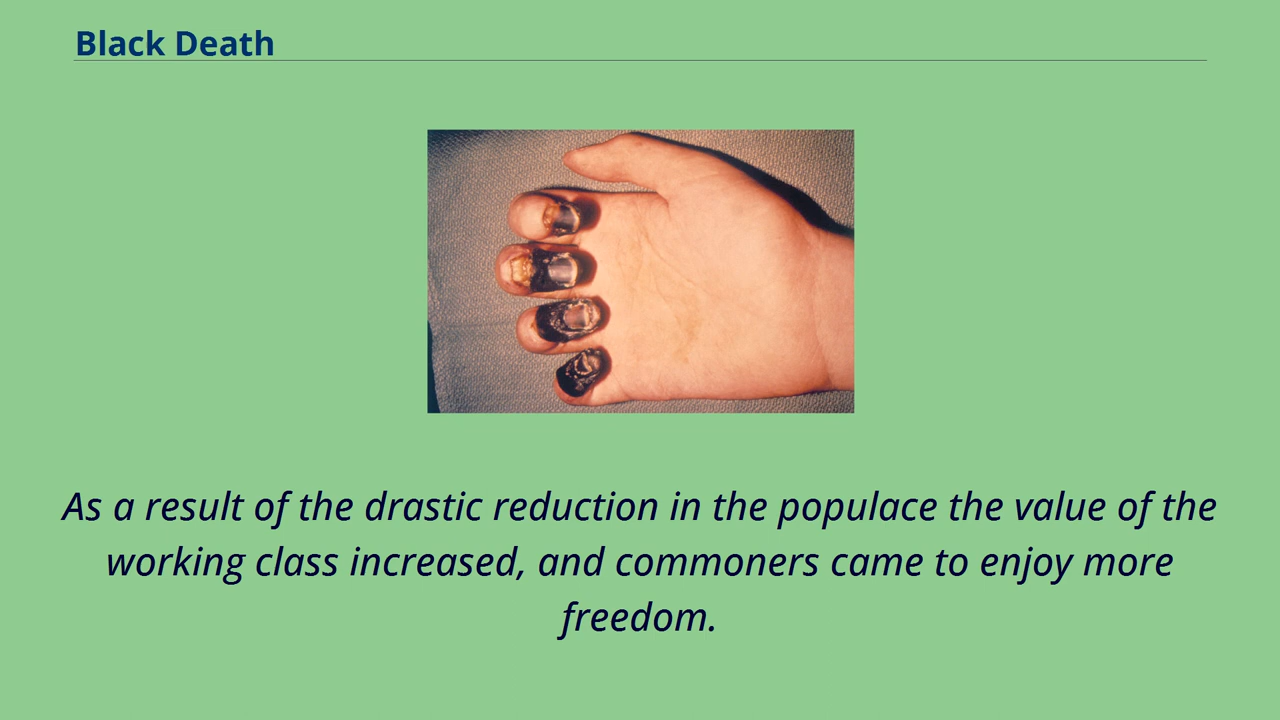 Black Death
As a result of the drastic reduction in the populace the value of the
working class increased, and commoners came to enjoy more
freedom.